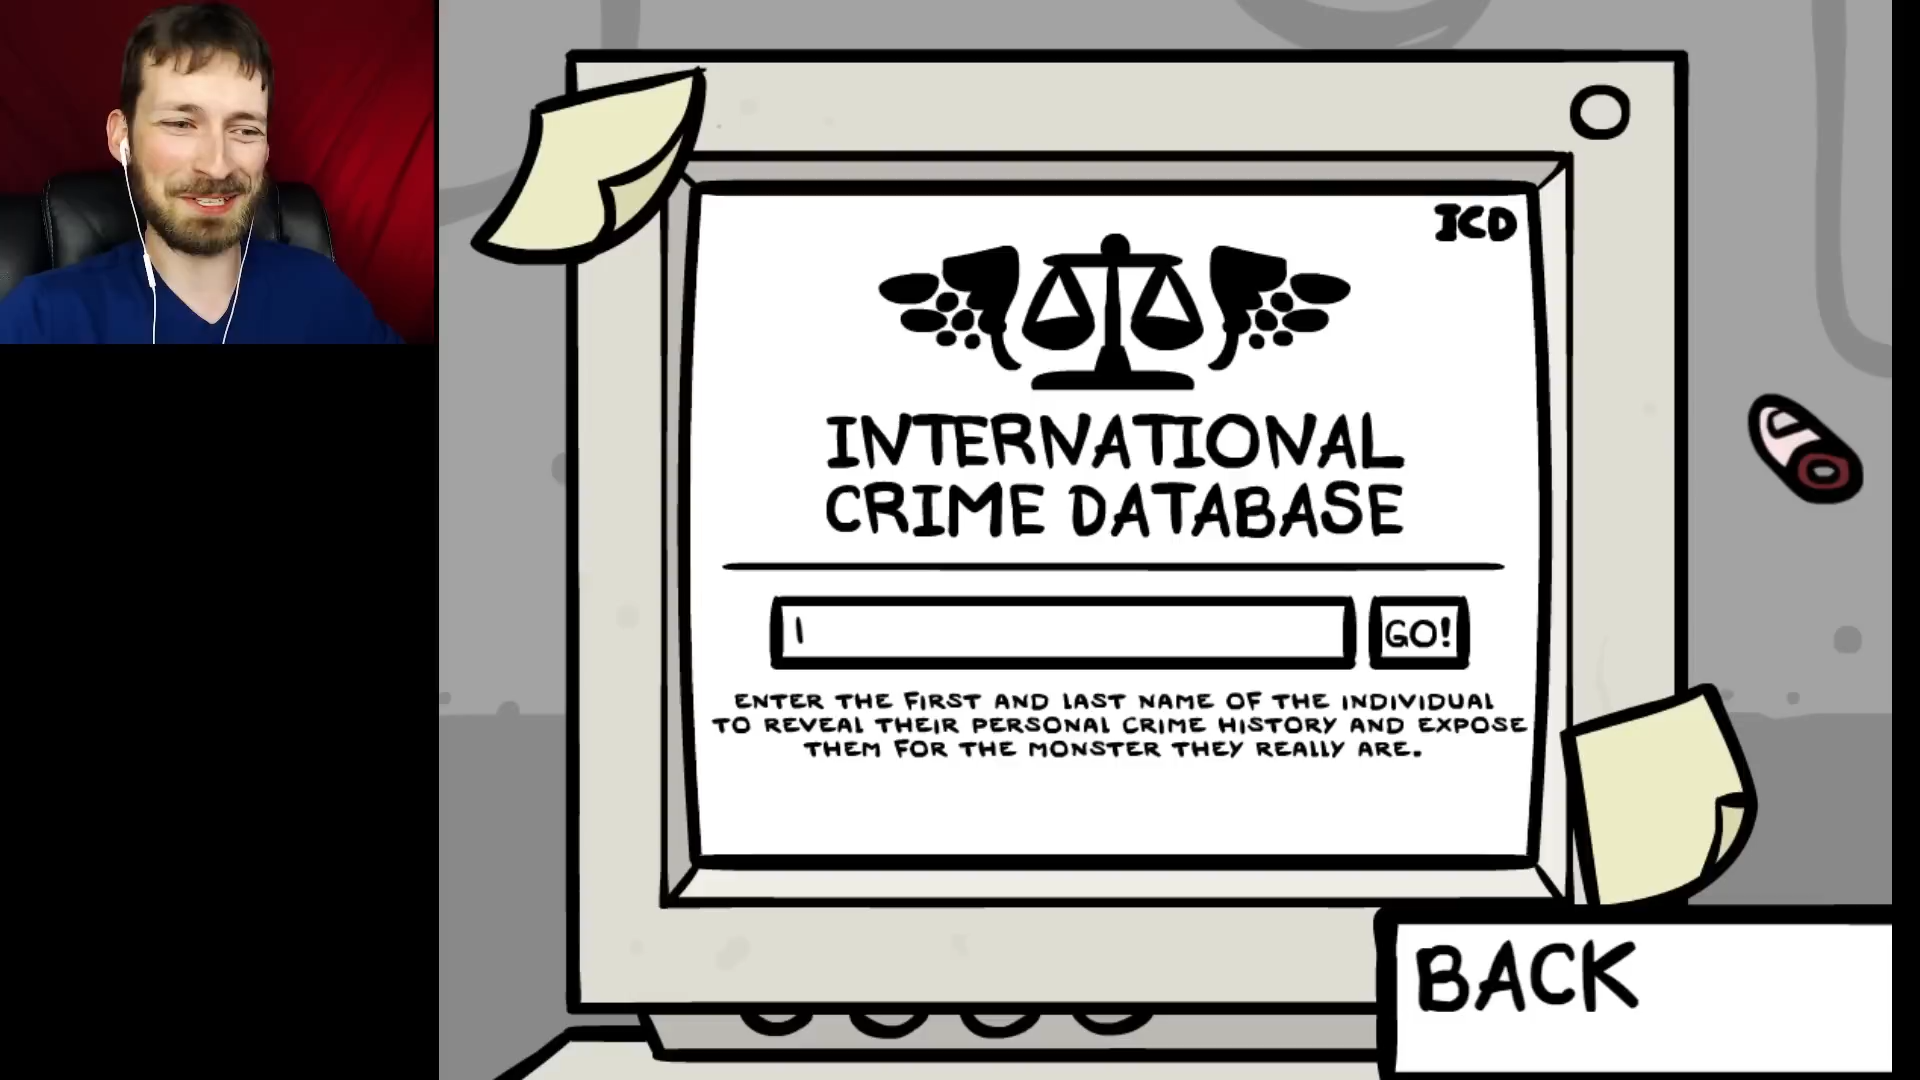 ICD
INTERNATIONAL
CRIME DATABASE
GO!
ENTER THE FIRST AND LAST NAME OF THE INDIVIDUAL
TO REVEAL THEIR PERSONAL CRIME HISTORY AND EXPOSE
THEM FOR THE MONSTER THEY REALLY ARE.
BACK